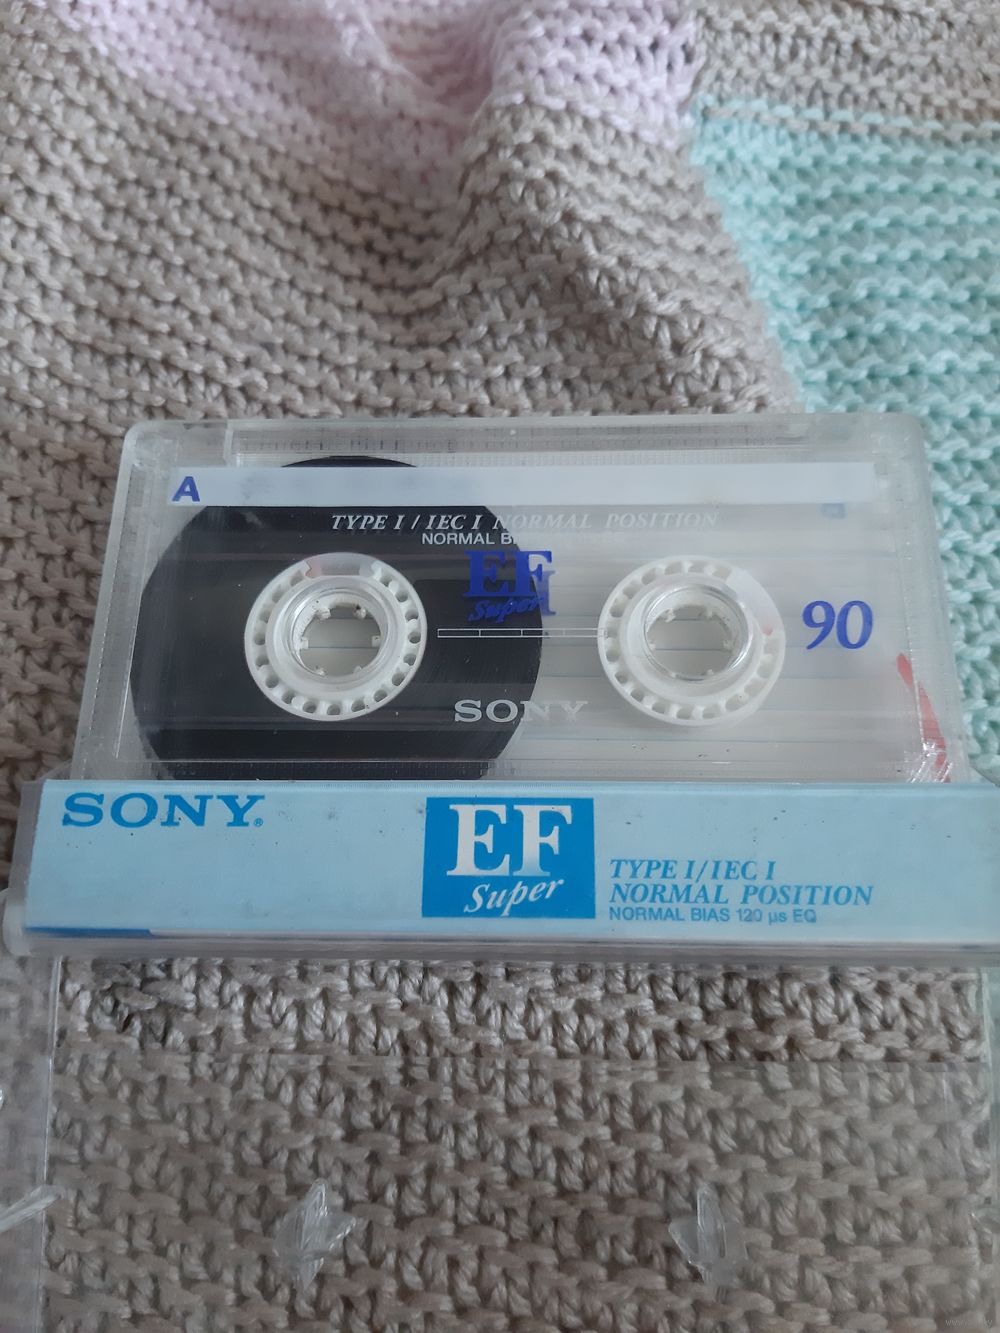 A
TYPE I / IEC I NORMAL POSITION
NORMAL
EF
Super
90
SONY
SONY®
EF
Super
TYPE I/IEC I
NORMAL POSITION
NORMAL BIAS 120 µs EQ